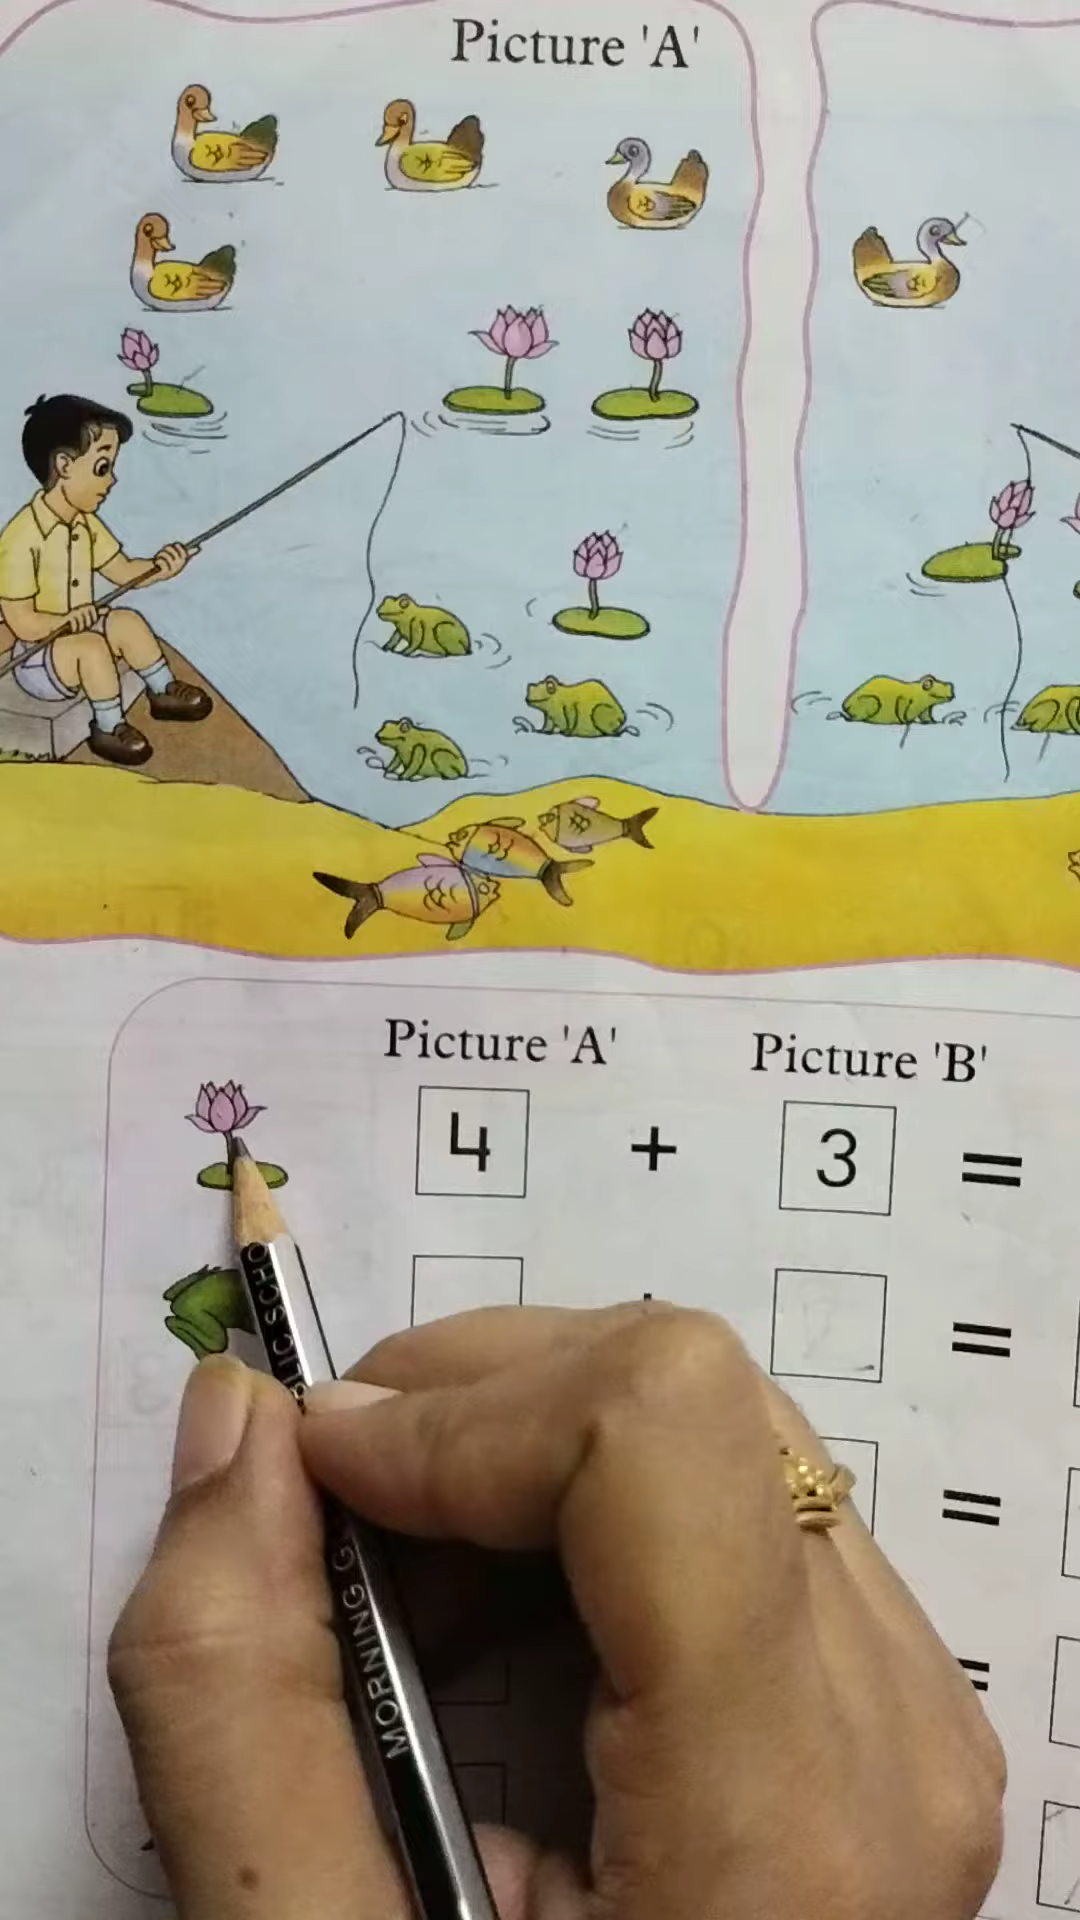 Picture 'A'
Picture 'A' Picture 'B'
4 + 3 =
=
=
=
MORNING G
BLIC SCHO